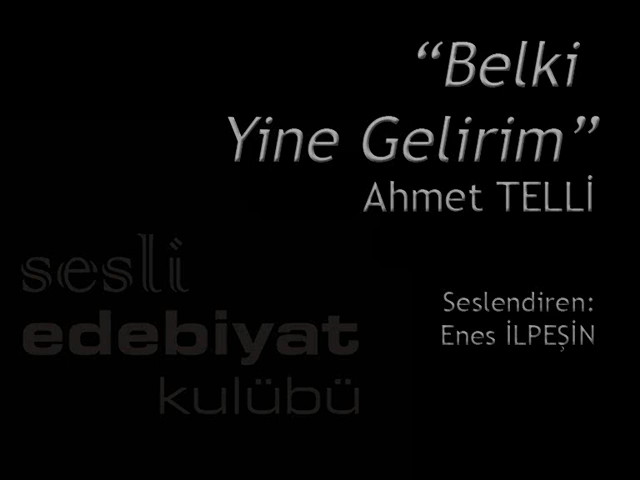 “Belki
Yine Gelirim”
Ahmet TELLİ
sesli
edebiyat
kulübü
Seslendiren:
Enes İLPEŞİN